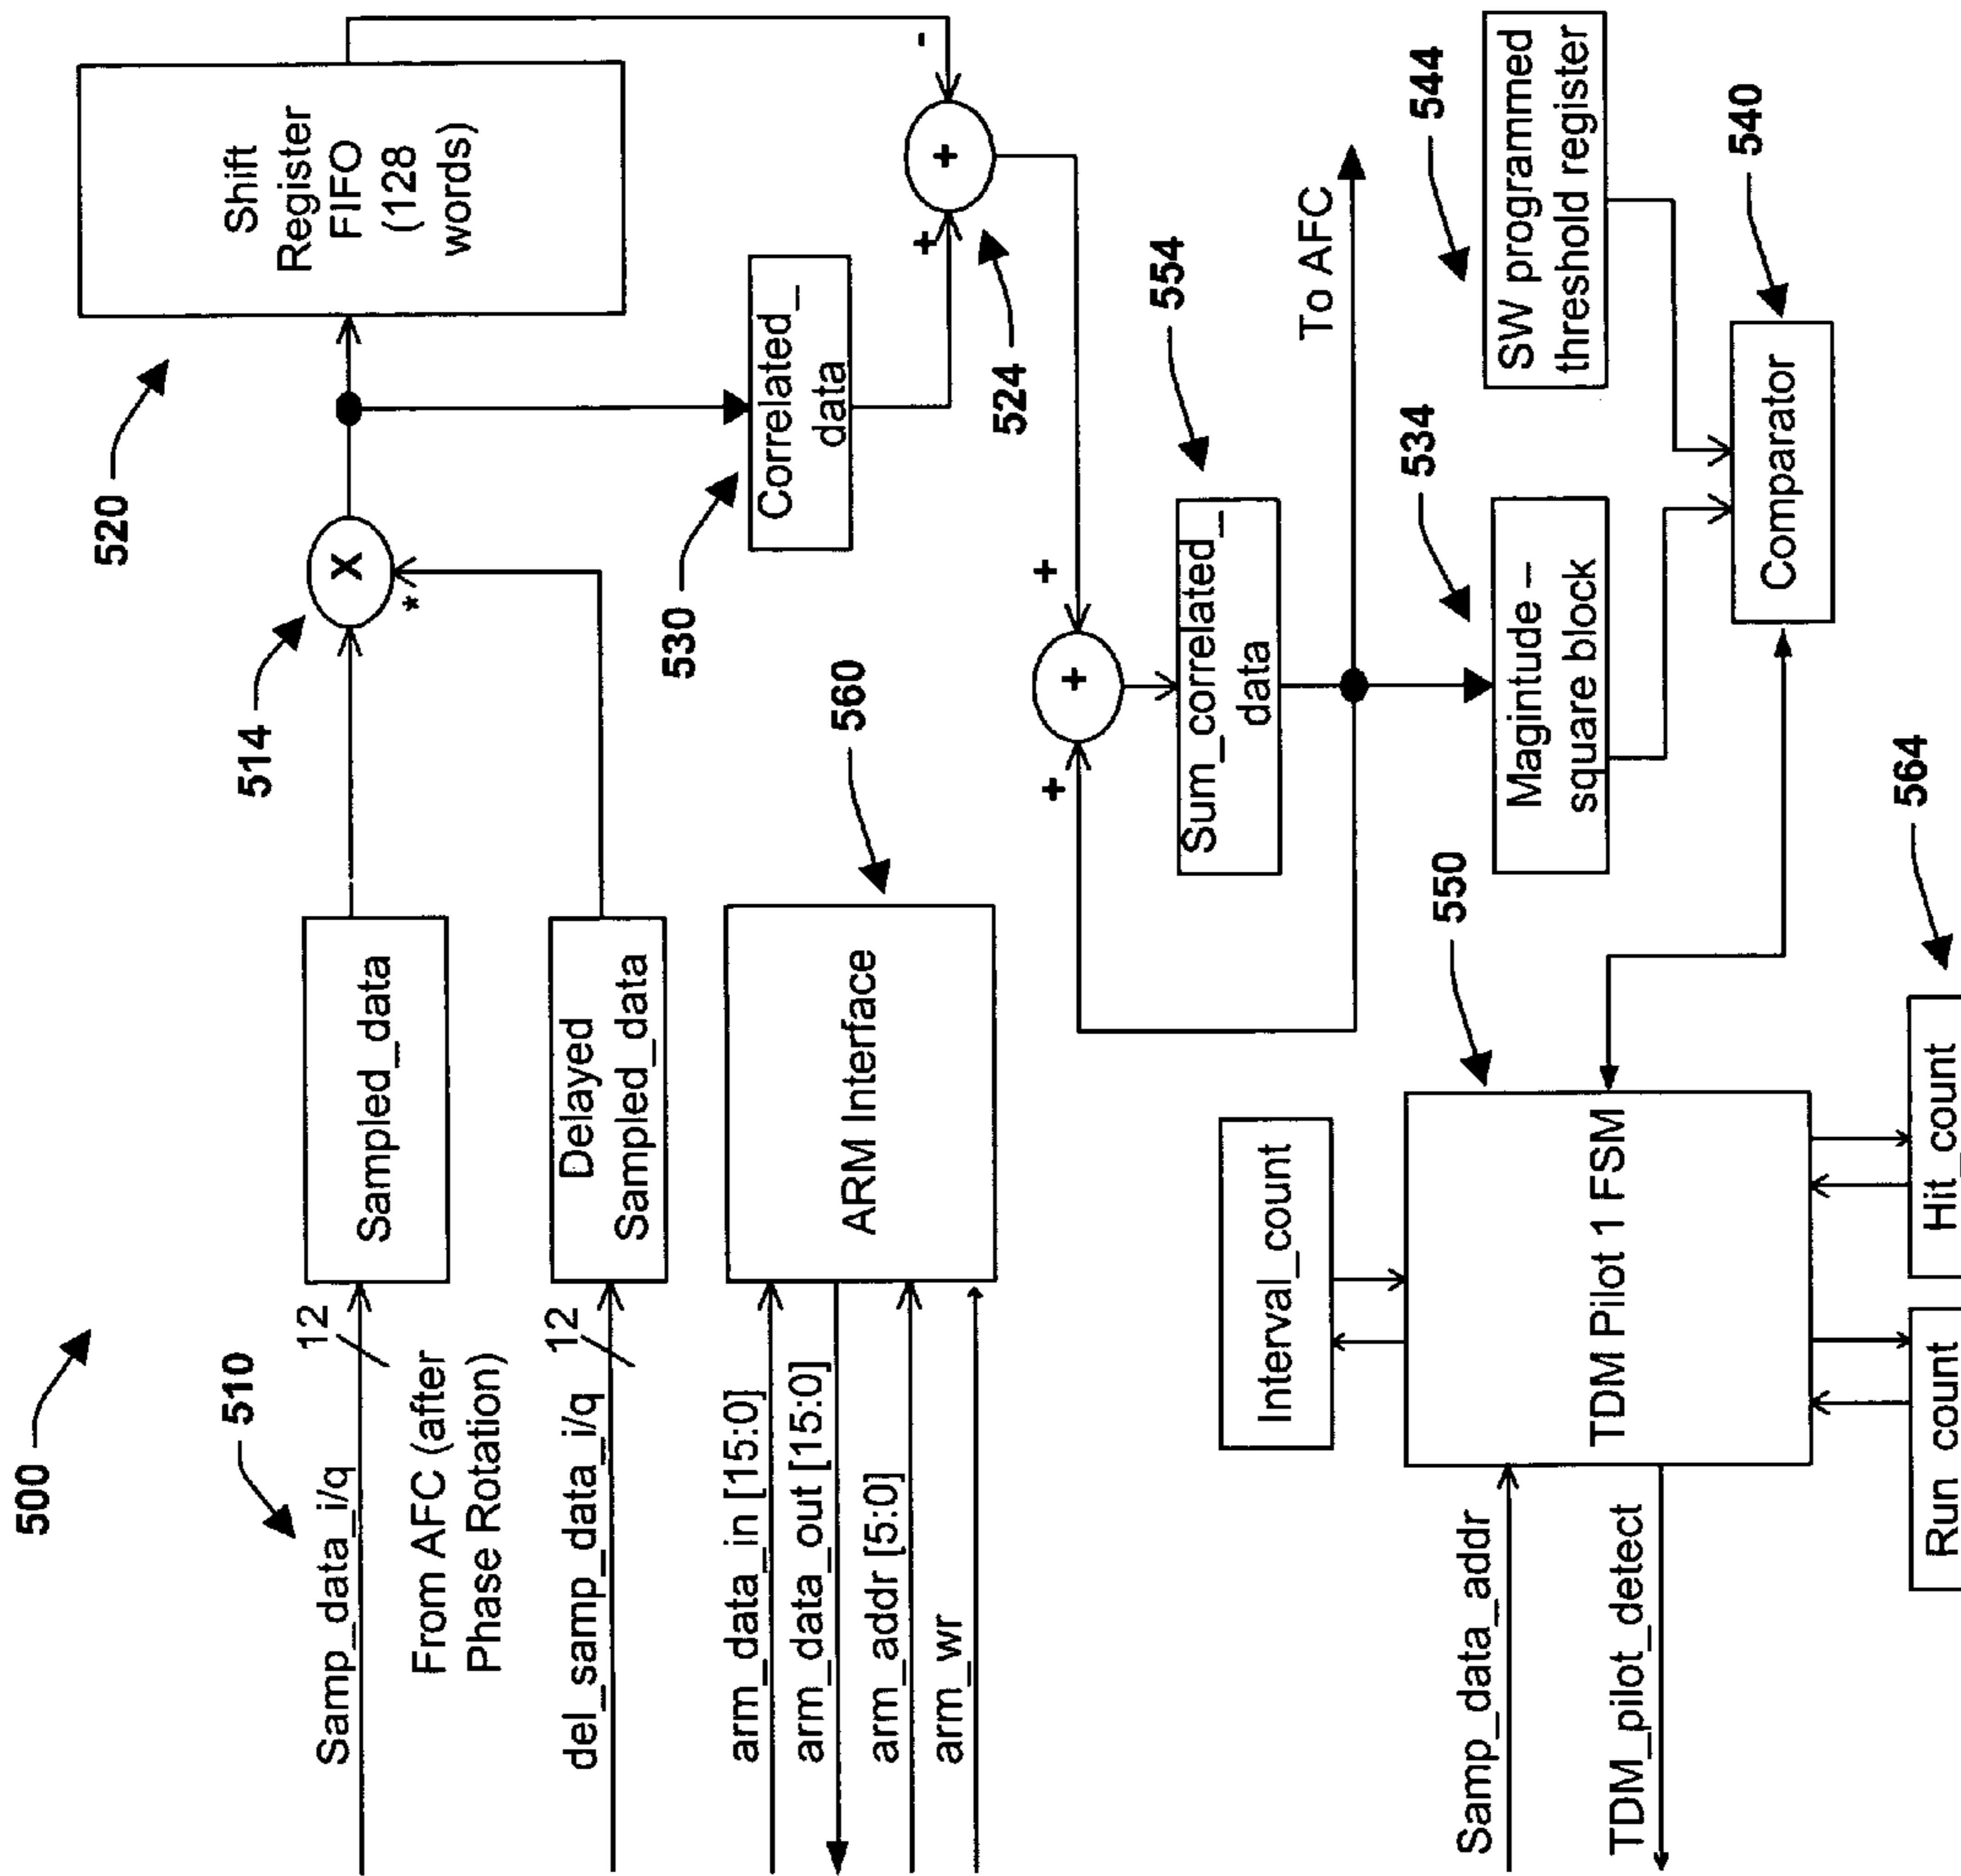 500
510
Samp_data_i/q
12
From AFC (after
Phase Rotation)
Sampled_data
514
X
*
520
Shift
Register
FIFO
(128
words)
-
del_samp_data_i/q
12
Delayed
Sampled_data
530
Correlated_
data
+
+
524
arm_data_in [15:0]
arm_data_out [15:0]
arm_addr [5:0]
arm_wr
ARM Interface
560
+
+
+
554
Sum_correlated_
data
To AFC
Interval_count
550
534
Magintude –
square block
544
SW programmed
threshold register
Samp_data_addr
TDM_pilot_detect
TDM Pilot 1 FSM
540
Comparator
Run_count
Hit_count
564